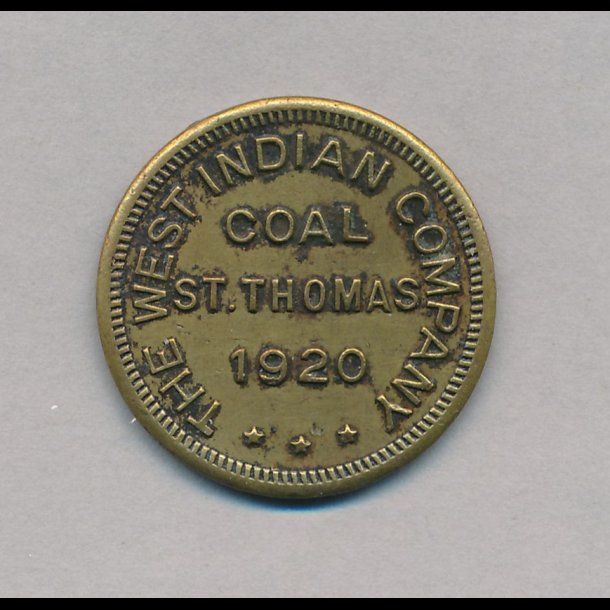 THE WEST INDIAN COMPANY
COAL
ST. THOMAS
1920